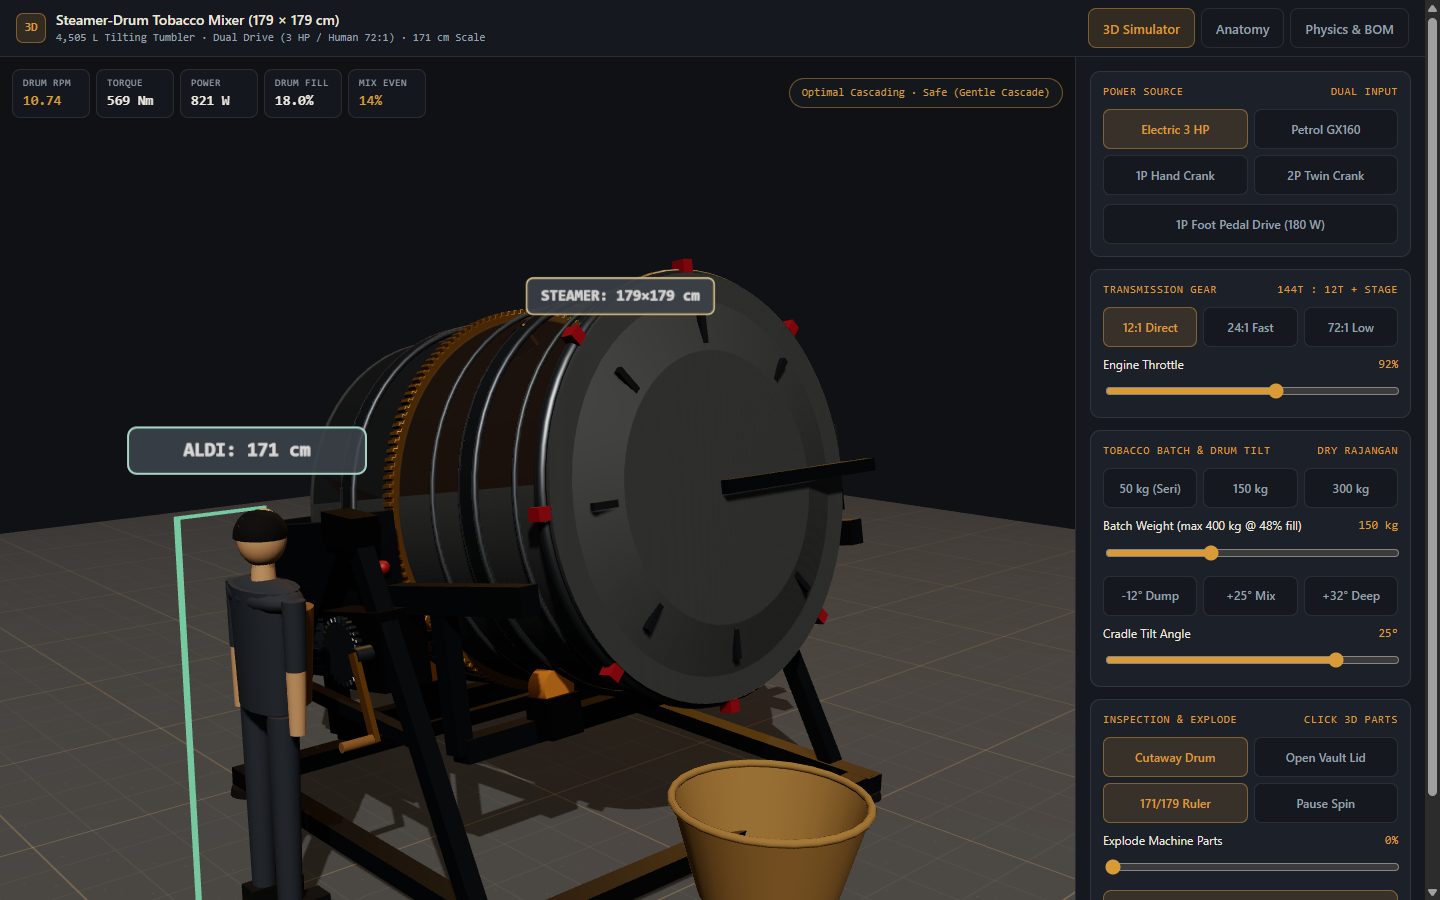 3D
Steamer-Drum Tobacco Mixer (179 × 179 cm)
4,505 L Tilting Tumbler · Dual Drive (3 HP / Human 72:1) · 171 cm Scale
3D Simulator
Anatomy
Physics & BOM
DRUM RPM
10.74
TORQUE
569 Nm
POWER
821 W
DRUM FILL
18.0%
MIX EVEN
14%
Optimal Cascading · Safe (Gentle Cascade)
STEAMER: 179×179 cm
ALDI: 171 cm
POWER SOURCE
DUAL INPUT
Electric 3 HP
Petrol GX160
1P Hand Crank
2P Twin Crank
1P Foot Pedal Drive (180 W)
TRANSMISSION GEAR
144T : 12T + STAGE
12:1 Direct
24:1 Fast
72:1 Low
Engine Throttle
92%
TOBACCO BATCH & DRUM TILT
DRY RAJANGAN
50 kg (Seri)
150 kg
300 kg
Batch Weight (max 400 kg @ 48% fill)
150 kg
-12° Dump
+25° Mix
+32° Deep
Cradle Tilt Angle
25°
INSPECTION & EXPLODE
CLICK 3D PARTS
Cutaway Drum
Open Vault Lid
171/179 Ruler
Pause Spin
Explode Machine Parts
0%